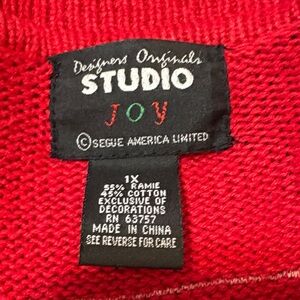 Designers Originals
STUDIO
JOY
©SEGUE AMERICA LIMITED
1X
55% RAMIE
45% COTTON
EXCLUSIVE OF
DECORATIONS
RN 63757
MADE IN CHINA
SEE REVERSE FOR CARE